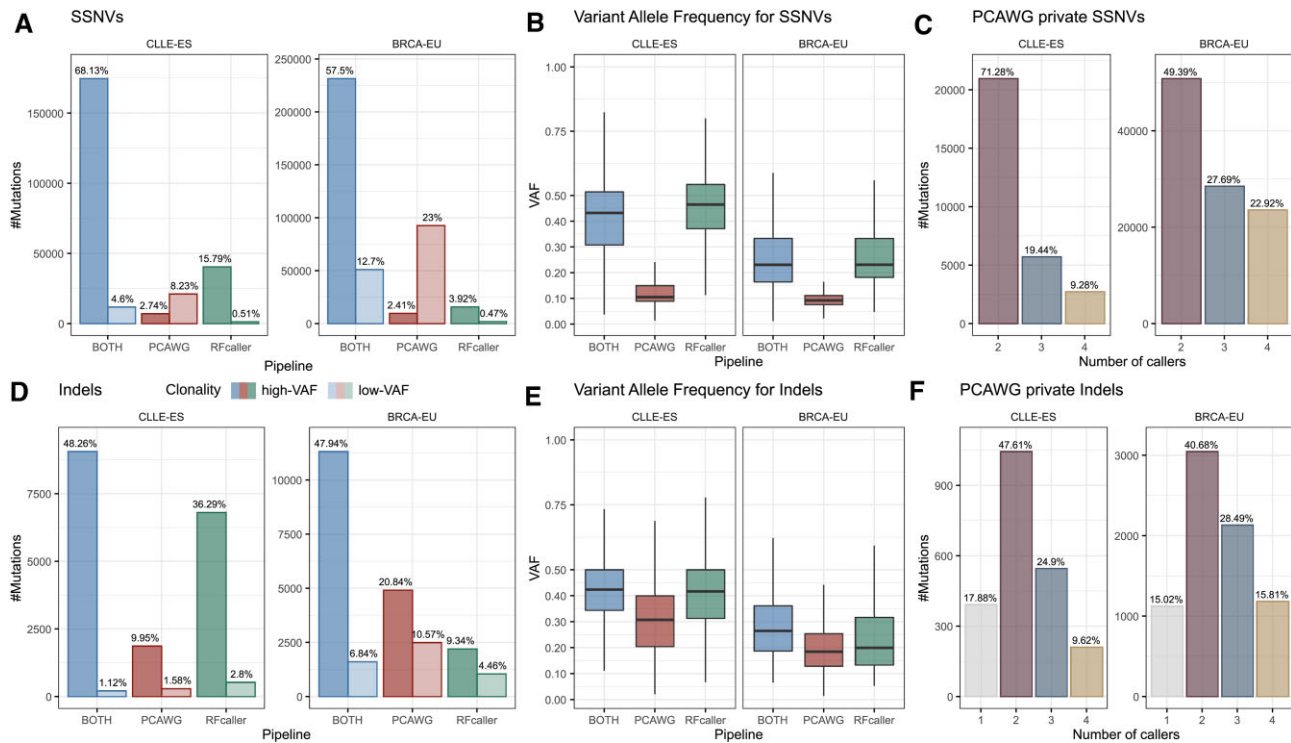 A SSNVs
CLLE-ES BRCA-EU
#Mutations
0 50000 100000 150000
68.13% 4.6% 2.74% 8.23% 15.79% 0.51%
BOTH PCAWG RFcaller
0 50000 100000 150000 200000 250000
57.5% 12.7% 2.41% 23% 3.92% 0.47%
BOTH PCAWG RFcaller
Pipeline
B Variant Allele Frequency for SSNVs
CLLE-ES BRCA-EU
VAF
1.00
0.75
0.50
0.40
0.30
0.20
0.10
0.00
BOTH PCAWG RFcaller BOTH PCAWG RFcaller
Pipeline
C PCAWG private SSNVs
CLLE-ES BRCA-EU
#Mutations
0 5000 10000 15000 20000
71.28% 19.44% 9.28%
2 3 4
0 20000 40000
49.39% 27.69% 22.92%
2 3 4
Number of callers
D Indels
Clonality high-VAF low-VAF
CLLE-ES BRCA-EU
#Mutations
0 2500 5000 7500
48.26% 1.12% 9.95% 1.58% 36.29% 2.8%
BOTH PCAWG RFcaller
0 2500 5000 7500 10000
47.94% 6.84% 20.84% 10.57% 9.34% 4.46%
BOTH PCAWG RFcaller
Pipeline
E Variant Allele Frequency for Indels
CLLE-ES BRCA-EU
VAF
1.00
0.75
0.50
0.40
0.30
0.20
0.10
0.00
BOTH PCAWG RFcaller BOTH PCAWG RFcaller
Pipeline
F PCAWG private Indels
CLLE-ES BRCA-EU
#Mutations
0 300 600 900
17.88% 47.61% 24.9% 9.62%
1 2 3 4
0 1000 2000 3000
15.02% 40.68% 28.49% 15.81%
1 2 3 4
Number of callers